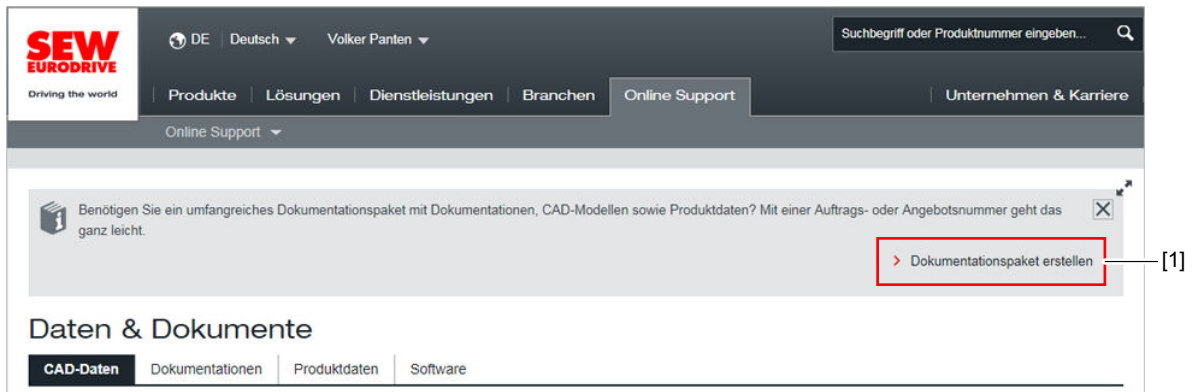 SEW
EURODRIVE
Driving the world
DE | Deutsch
Volker Panten
Suchbegriff oder Produktnummer eingeben...
Produkte | Lösungen | Dienstleistungen | Branchen
Online Support
Unternehmen & Karriere
Online Support
Benötigen Sie ein umfangreiches Dokumentationspaket mit Dokumentationen, CAD-Modellen sowie Produktdaten? Mit einer Auftrags- oder Angebotsnummer geht das
ganz leicht.
> Dokumentationspaket erstellen
[1]
Daten & Dokumente
CAD-Daten
Dokumentationen
Produktdaten
Software